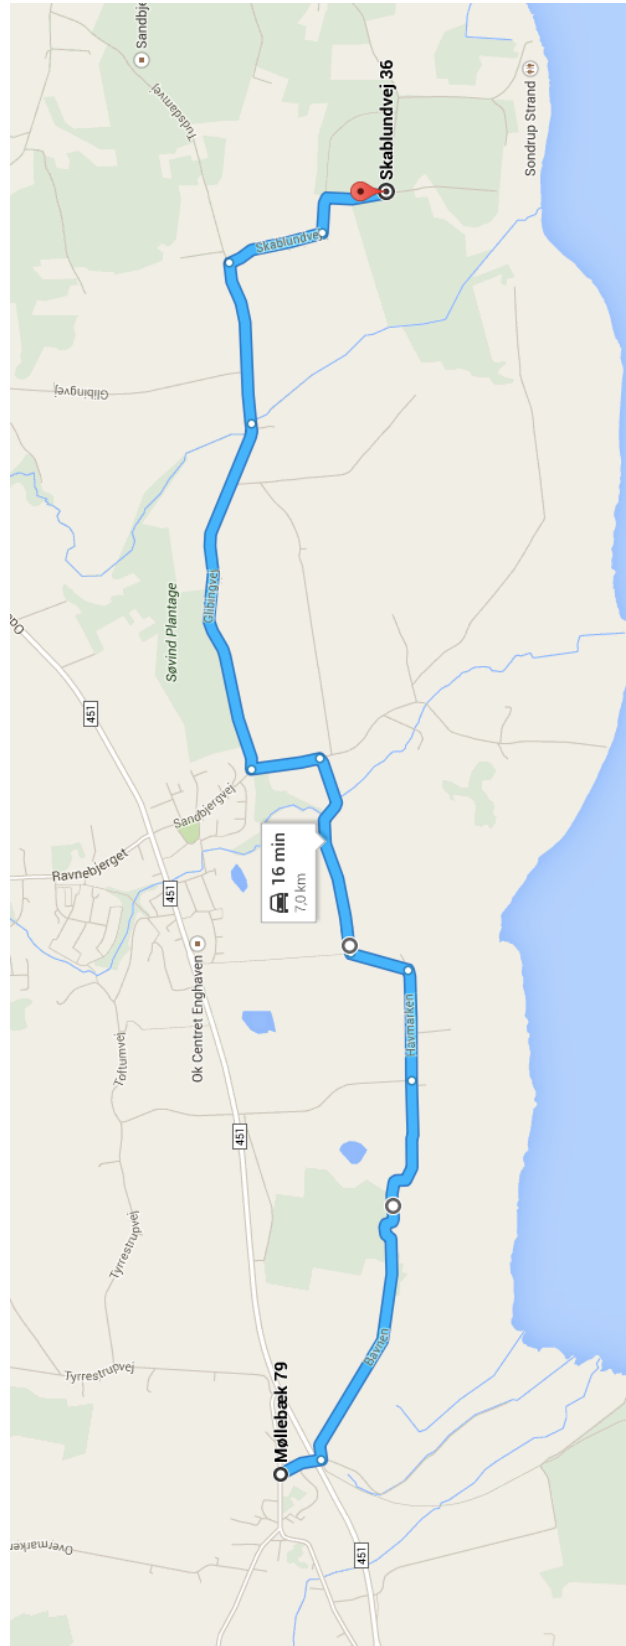 Sandbj
Tudsdamvej
Skablundvej 36
Sondrup Strand
Skablundvej
Glibingvej
Søvind Plantage
Glibingvej
451
Sandbjergvej
Ravnebjerget
451
16 min
7,0 km
Ok Centret Enghaven
Toftumvej
Havmarken
451
Tyrrestrupvej
Tyrrestrupvej
Bavnen
Møllebæk 79
Overmarken
451